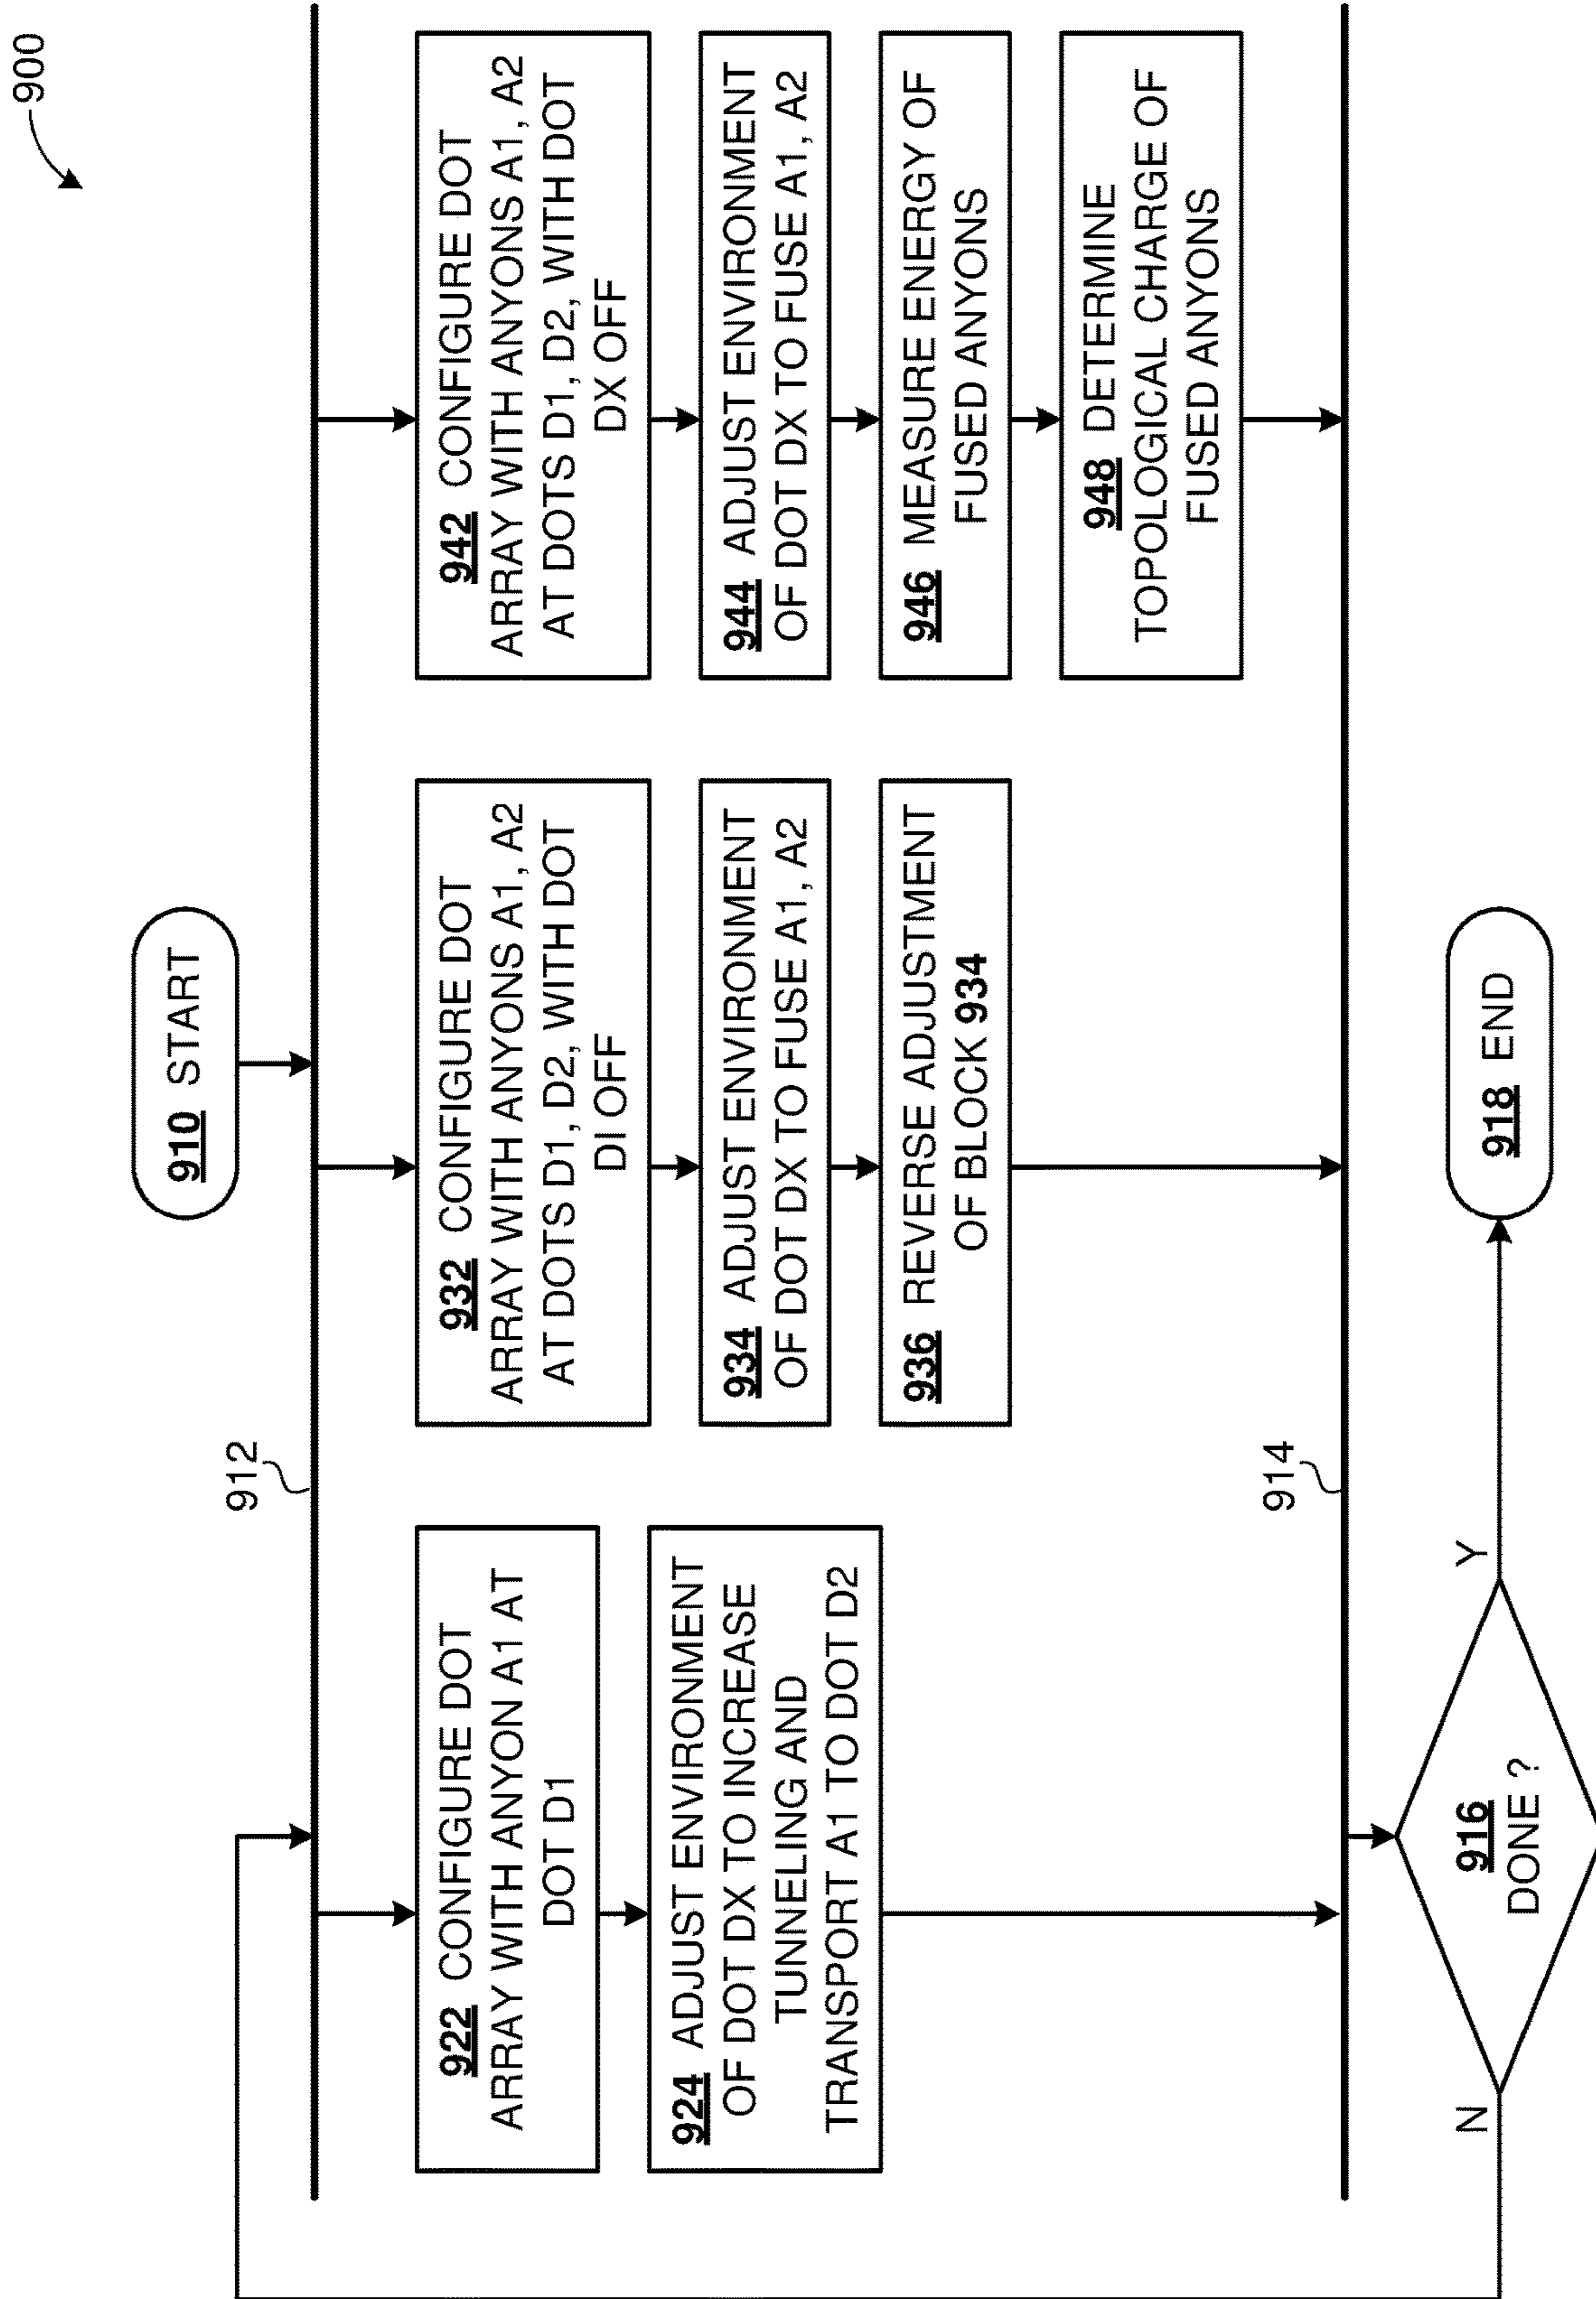 900
910 START
912
922 CONFIGURE DOT
ARRAY WITH ANYON A1 AT
DOT D1
924 ADJUST ENVIRONMENT
OF DOT DX TO INCREASE
TUNNELING AND
TRANSPORT A1 TO DOT D2
932 CONFIGURE DOT
ARRAY WITH ANYONS A1, A2
AT DOTS D1, D2, WITH DOT
DI OFF
934 ADJUST ENVIRONMENT
OF DOT DX TO FUSE A1, A2
936 REVERSE ADJUSTMENT
OF BLOCK 934
942 CONFIGURE DOT
ARRAY WITH ANYONS A1, A2
AT DOTS D1, D2, WITH DOT
DX OFF
944 ADJUST ENVIRONMENT
OF DOT DX TO FUSE A1, A2
946 MEASURE ENERGY OF
FUSED ANYONS
948 DETERMINE
TOPOLOGICAL CHARGE OF
FUSED ANYONS
914
N
916
DONE ?
Y
918 END